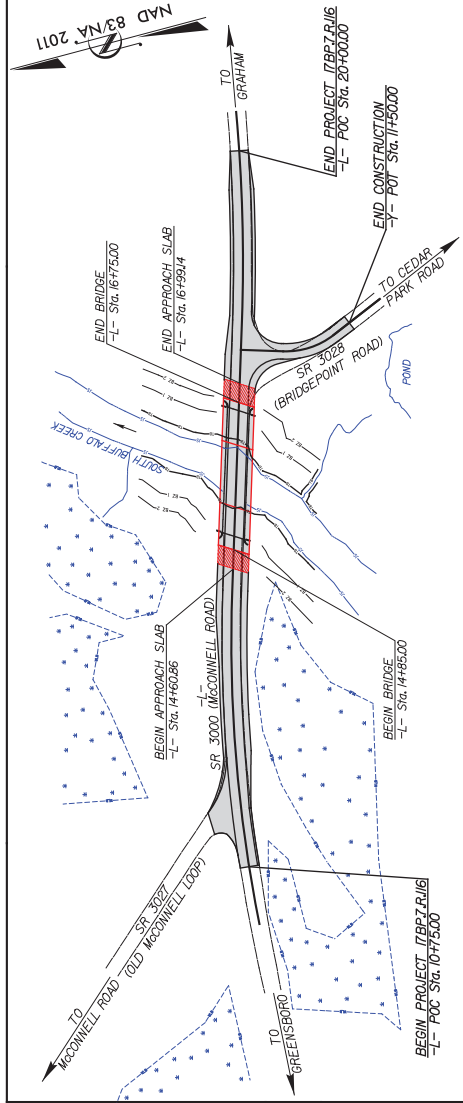 NAD 83/NA 2011
TO
GRAHAM
END PROJECT 17BP.7.R.116
-L- POC Sta. 20+00.00
END CONSTRUCTION
-Y- POT Sta. 11+50.00
TO CEDAR
PARK ROAD
END BRIDGE
-L- Sta. 16+75.00
END APPROACH SLAB
-L- Sta. 16+99.14
SR 3028
(BRIDGEPOINT ROAD)
POND
SOUTH BUFFALO CREEK
BEGIN APPROACH SLAB
-L- Sta. 14+60.86
-L-
SR 3000 (McCONNELL ROAD)
BEGIN BRIDGE
-L- Sta. 14+85.00
SR 3027
(OLD McCONNELL LOOP)
TO
McCONNELL ROAD
TO
GREENSBORO
BEGIN PROJECT 17BP.7.R.116
-L- POC Sta. 10+75.00